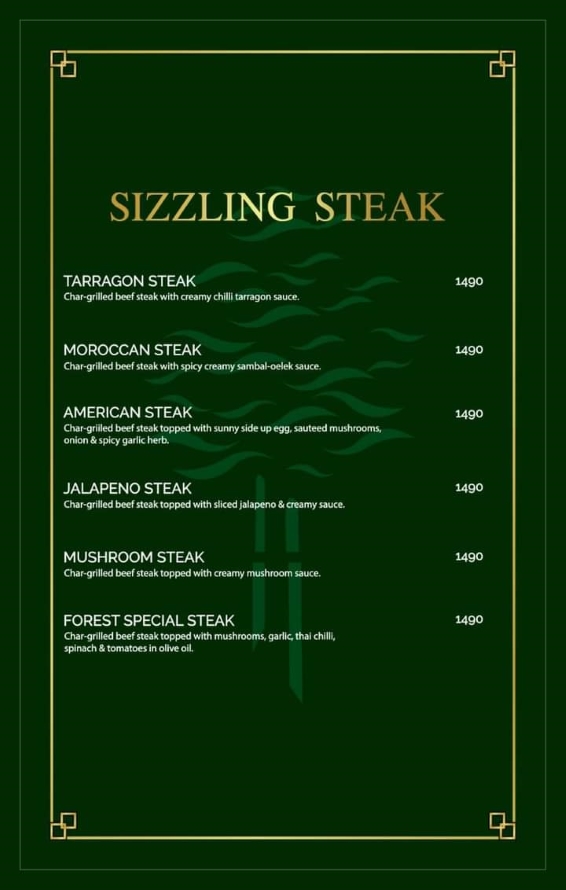 SIZZLING STEAK
TARRAGON STEAK 1490
Char-grilled beef steak with creamy chilli tarragon sauce.
MOROCCAN STEAK 1490
Char-grilled beef steak with spicy creamy sambal-oelek sauce.
AMERICAN STEAK 1490
Char-grilled beef steak topped with sunny side up egg, sauteed mushrooms,
onion & spicy garlic herb.
JALAPENO STEAK 1490
Char-grilled beef steak topped with sliced jalapeno & creamy sauce.
MUSHROOM STEAK 1490
Char-grilled beef steak topped with creamy mushroom sauce.
FOREST SPECIAL STEAK 1490
Char-grilled beef steak topped with mushrooms, garlic, thai chilli,
spinach & tomatoes in olive oil.